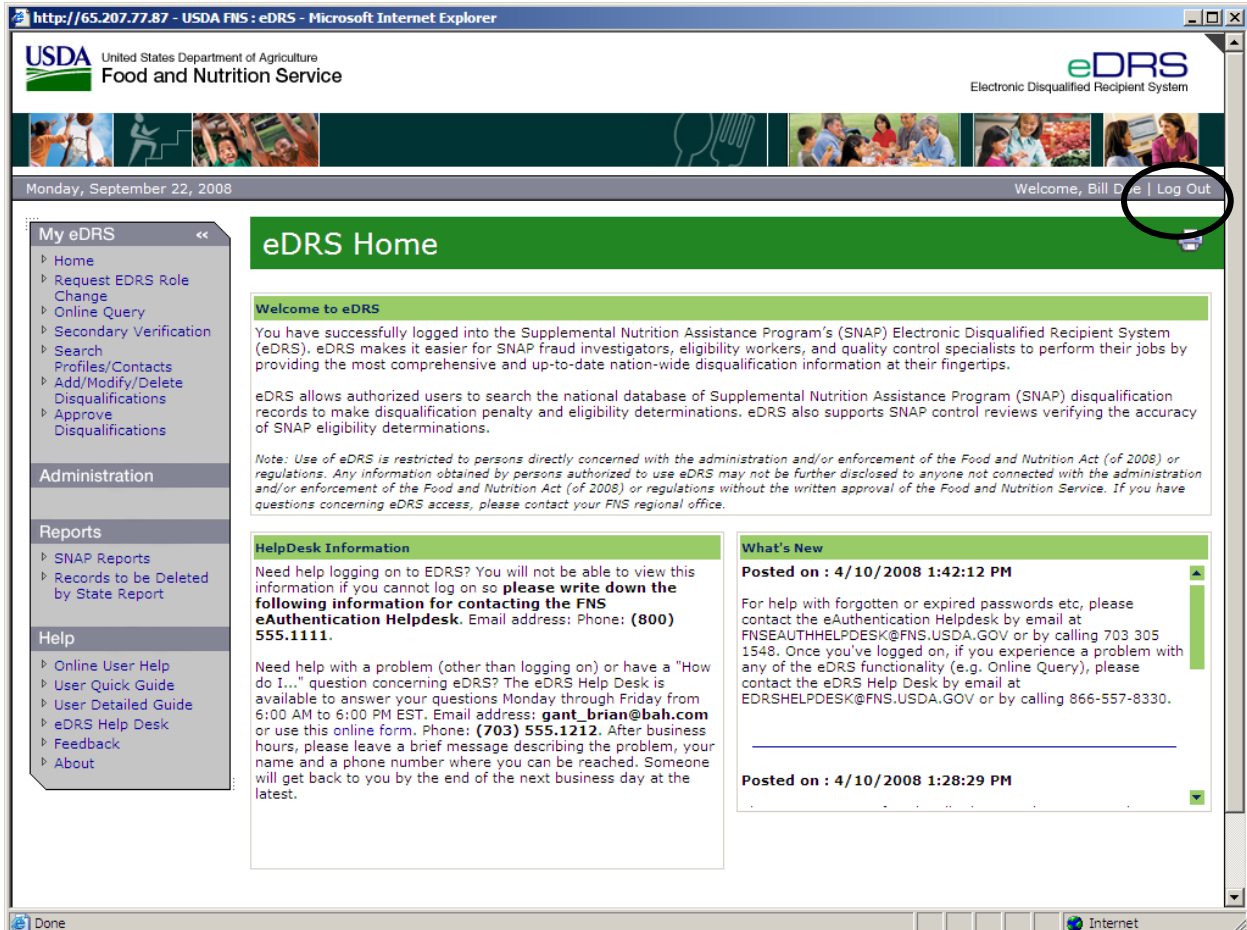 http://65.207.77.87 - USDA FNS : eDRS - Microsoft Internet Explorer
USDA United States Department of Agriculture
Food and Nutrition Service
eDRS
Electronic Disqualified Recipient System
Monday, September 22, 2008
Welcome, Bill | Log Out
My eDRS «
Home
Request EDRS Role
Change
Online Query
Secondary Verification
Search
Profiles/Contacts
Add/Modify/Delete
Disqualifications
Approve
Disqualifications
Administration
Reports
SNAP Reports
Records to be Deleted
by State Report
Help
Online User Help
User Quick Guide
User Detailed Guide
eDRS Help Desk
Feedback
About
eDRS Home
Welcome to eDRS
You have successfully logged into the Supplemental Nutrition Assistance Program's (SNAP) Electronic Disqualified Recipient System
(eDRS). eDRS makes it easier for SNAP fraud investigators, eligibility workers, and quality control specialists to perform their jobs by
providing the most comprehensive and up-to-date nation-wide disqualification information at their fingertips.
eDRS allows authorized users to search the national database of Supplemental Nutrition Assistance Program (SNAP) disqualification
records to make disqualification penalty and eligibility determinations. eDRS also supports SNAP control reviews verifying the accuracy
of SNAP eligibility determinations.
Note: Use of eDRS is restricted to persons directly concerned with the administration and/or enforcement of the Food and Nutrition Act (of 2008) or
regulations. Any information obtained by persons authorized to use eDRS may not be further disclosed to anyone not connected with the administration
and/or enforcement of the Food and Nutrition Act (of 2008) or regulations without the written approval of the Food and Nutrition Service. If you have
questions concerning eDRS access, please contact your FNS regional office.
HelpDesk Information
Need help logging on to EDRS? You will not be able to view this
information if you cannot log on so please write down the
following information for contacting the FNS
eAuthentication Helpdesk. Email address: Phone: (800)
555.1111.
Need help with a problem (other than logging on) or have a "How
do I..." question concerning eDRS? The eDRS Help Desk is
available to answer your questions Monday through Friday from
6:00 AM to 6:00 PM EST. Email address: gant_brian@bah.com
or use this online form. Phone: (703) 555.1212. After business
hours, please leave a brief message describing the problem, your
name and a phone number where you can be reached. Someone
will get back to you by the end of the next business day at the
latest.
What's New
Posted on : 4/10/2008 1:42:12 PM
For help with forgotten or expired passwords etc, please
contact the eAuthentication Helpdesk by email at
FNSEAUTHHELPDESK@FNS.USDA.GOV or by calling 703 305
1548. Once you've logged on, if you experience a problem with
any of the eDRS functionality (e.g. Online Query), please
contact the eDRS Help Desk by email at
EDRSHELPDESK@FNS.USDA.GOV or by calling 866-557-8330.
Posted on : 4/10/2008 1:28:29 PM
Done
Internet